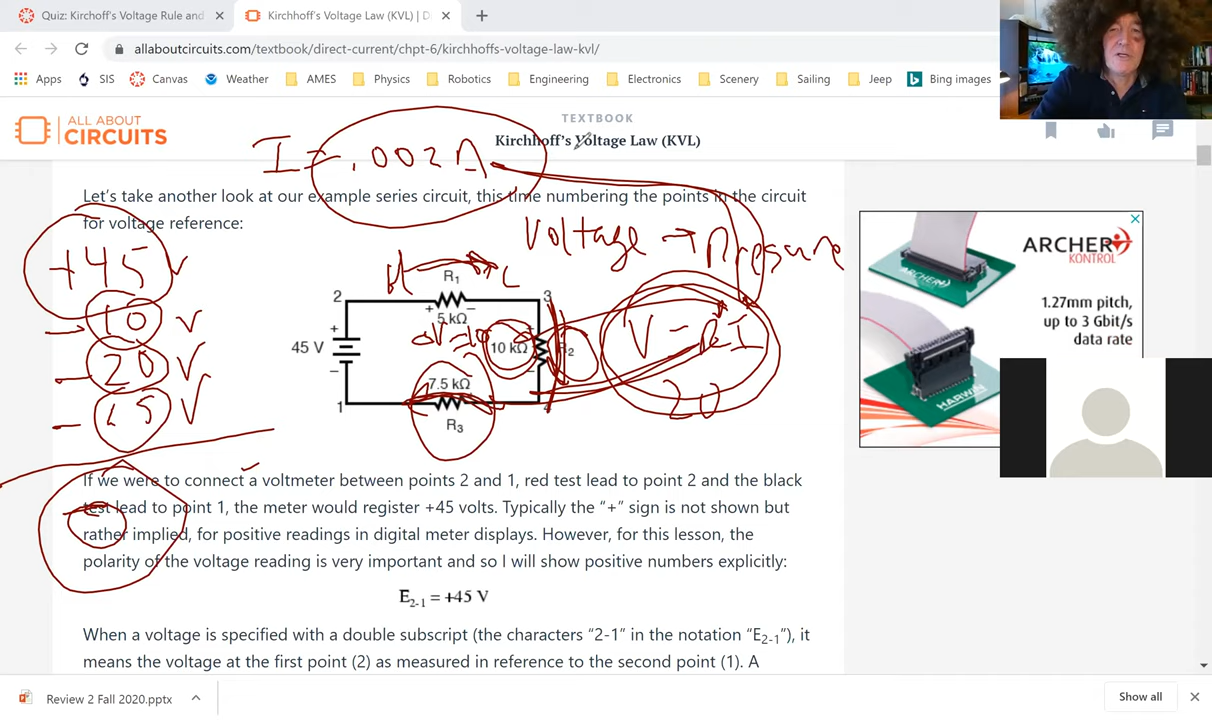 Quiz: Kirchoff's Voltage Rule and
Kirchhoff's Voltage Law (KVL) | D
allaboutcircuits.com/textbook/direct-current/chpt-6/kirchhoffs-voltage-law-kvl/
Apps SIS Canvas Weather AMES Physics Robotics Engineering Electronics Scenery Sailing Jeep Bing images
ALL ABOUT
CIRCUITS
TEXTBOOK
Kirchhoff's Voltage Law (KVL)
I = .002 A
Let's take another look at our example series circuit, this time numbering the points in the circuit
for voltage reference:
Voltage → Pressure
+45 V
- 10 V
- 20 V
- 15 V
R1
2 3
+ -
5 kΩ
45 V
+
-
ΔV=10
10 kΩ
R2
V = RI
20
7.5 kΩ
1 4
R3
ARCHER
KONTROL
1.27mm pitch,
up to 3 Gbit/s
data rate
HARWIN
If we were to connect a voltmeter between points 2 and 1, red test lead to point 2 and the black
test lead to point 1, the meter would register +45 volts. Typically the "+" sign is not shown but
rather implied, for positive readings in digital meter displays. However, for this lesson, the
polarity of the voltage reading is very important and so I will show positive numbers explicitly:
E2-1 = +45 V
When a voltage is specified with a double subscript (the characters "2-1" in the notation "E2-1"), it
means the voltage at the first point (2) as measured in reference to the second point (1). A
Review 2 Fall 2020.pptx
Show all